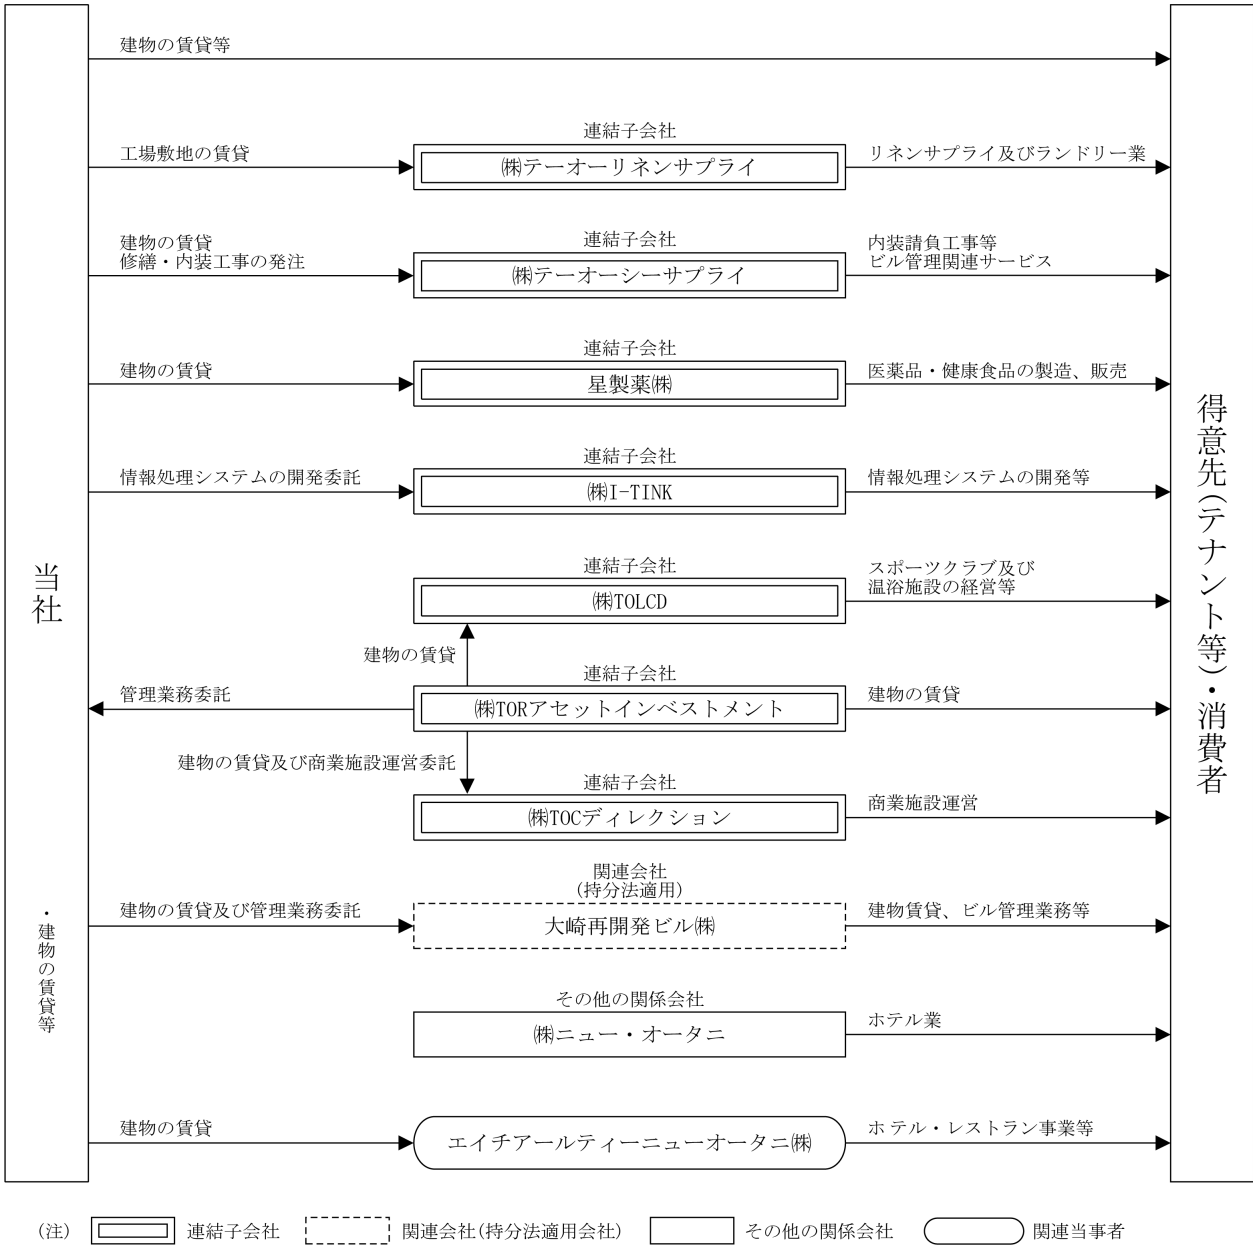 建物の賃貸等
連結子会社
工場敷地の賃貸
㈱テーオーリネンサプライ
リネンサプライ及びランドリー業
連結子会社
建物の賃貸
修繕・内装工事の発注
㈱テーオーシーサプライ
内装請負工事等
ビル管理関連サービス
連結子会社
建物の賃貸
星製薬㈱
医薬品・健康食品の製造、販売
連結子会社
情報処理システムの開発委託
㈱I-TINK
情報処理システムの開発等
連結子会社
㈱TOLCD
スポーツクラブ及び
温浴施設の経営等
建物の賃貸
連結子会社
管理業務委託
㈱TORアセットインベストメント
建物の賃貸
建物の賃貸及び商業施設運営委託
連結子会社
㈱TOCディレクション
商業施設運営
関連会社
(持分法適用)
建物の賃貸及び管理業務委託
大崎再開発ビル㈱
建物賃貸、ビル管理業務等
その他の関係会社
㈱ニュー・オータニ
ホテル業
建物の賃貸
エイチアールティーニューオータニ㈱
ホテル・レストラン事業等
当社
・建物の賃貸等
得意先(テナント等)・消費者
(注)
連結子会社
関連会社(持分法適用会社)
その他の関係会社
関連当事者